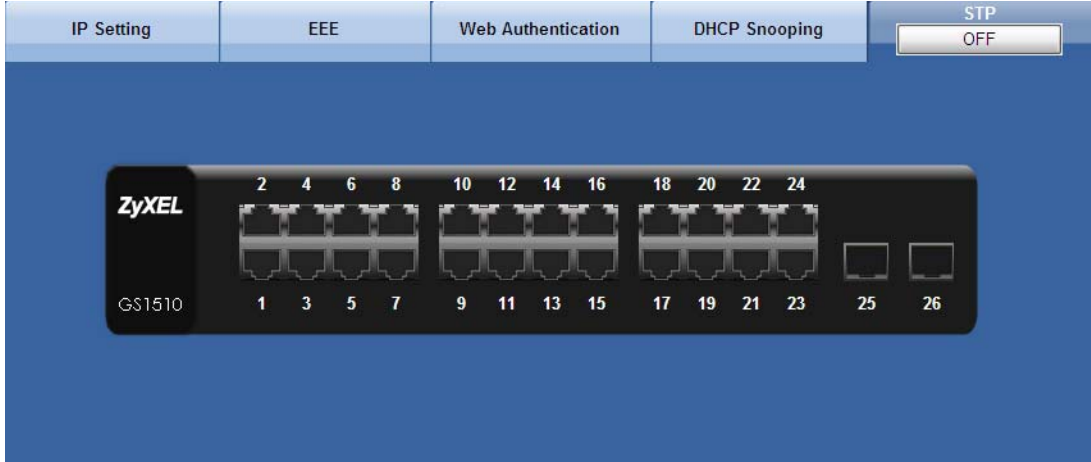 IP Setting EEE Web Authentication DHCP Snooping STP
OFF
2 4 6 8 10 12 14 16 18 20 22 24
ZyXEL
GS1510 1 3 5 7 9 11 13 15 17 19 21 23 25 26